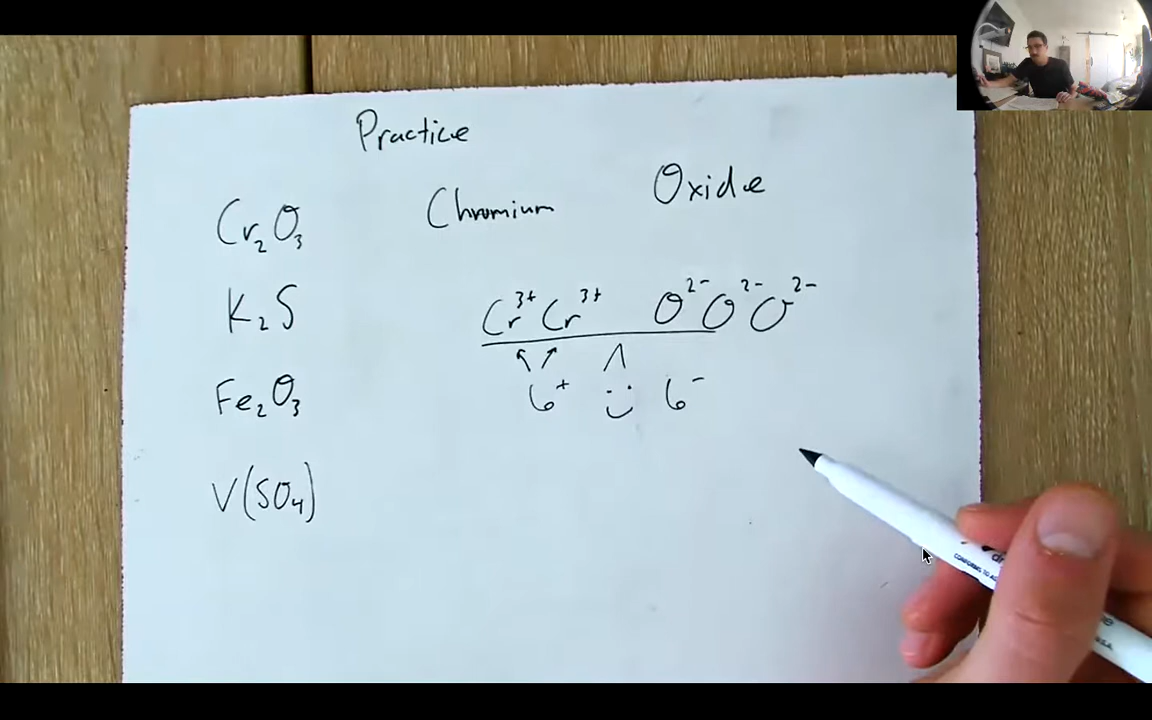 Practice
Cr₂O₃ Chromium Oxide
K₂S Cr³⁺ Cr³⁺ O²⁻ O²⁻ O²⁻
Fe₂O₃ 6⁺ 6⁻
V(SO₄)